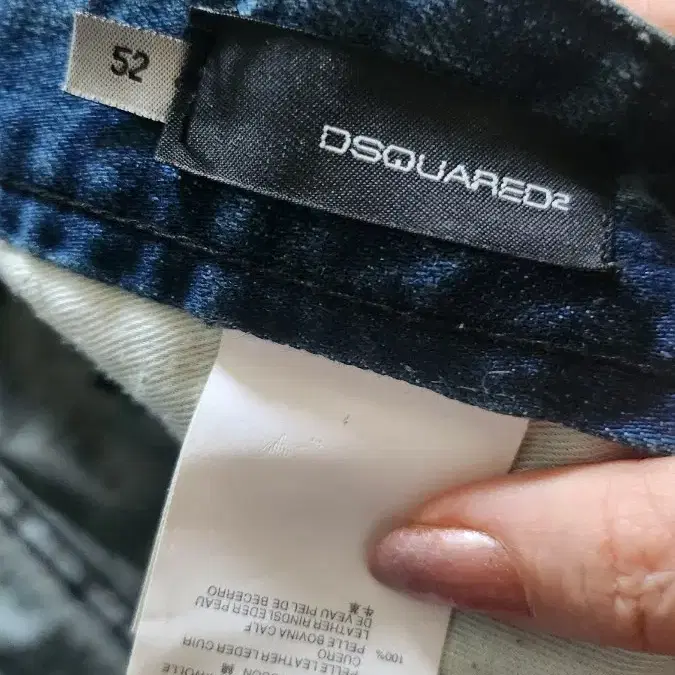 52
DSQUARED2
PELLE LEATHER LEDER CUIR
CUERO
100% PELLE BOVINA CALF
LEATHER RINDSLEDER PEAU
DE VEAU PIEL DE BECERRO
牛革